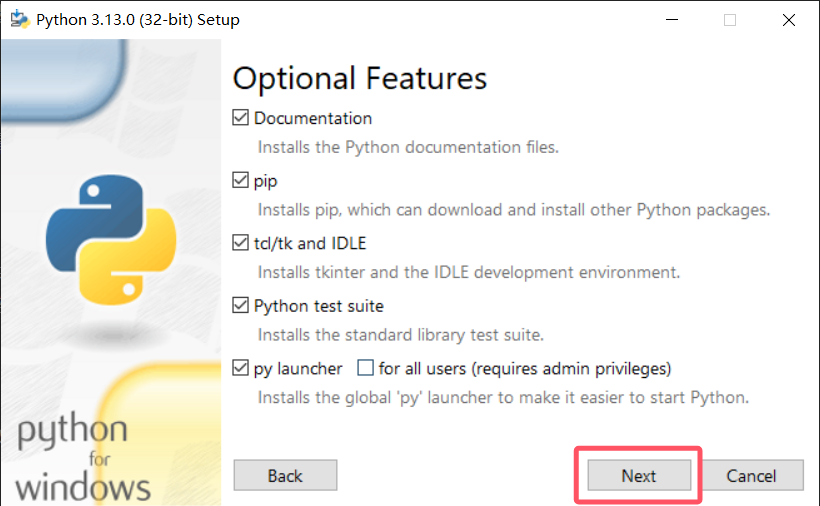 Python 3.13.0 (32-bit) Setup
Optional Features
Documentation
Installs the Python documentation files.
pip
Installs pip, which can download and install other Python packages.
tcl/tk and IDLE
Installs tkinter and the IDLE development environment.
Python test suite
Installs the standard library test suite.
py launcher for all users (requires admin privileges)
Installs the global 'py' launcher to make it easier to start Python.
python
for
windows
Back Next Cancel